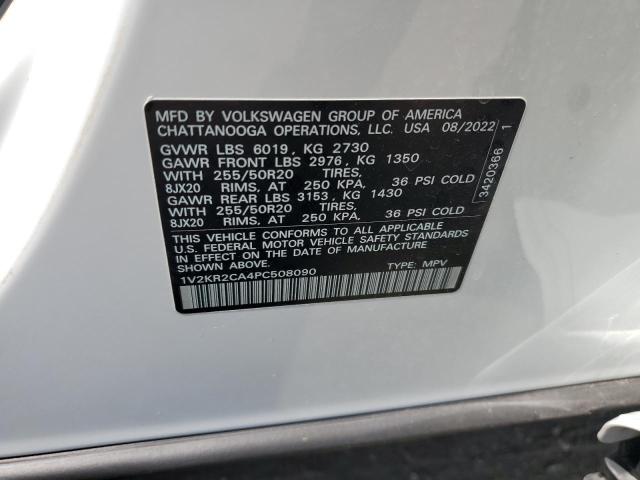 MFD BY VOLKSWAGEN GROUP OF AMERICA
CHATTANOOGA OPERATIONS, LLC. USA 08/2022
GVWR LBS 6019, KG 2730
GAWR FRONT LBS 2976, KG 1350
WITH 255/50R20 TIRES,
8JX20 RIMS, AT 250 KPA, 36 PSI COLD
GAWR REAR LBS 3153, KG 1430
WITH 255/50R20 TIRES,
8JX20 RIMS, AT 250 KPA, 36 PSI COLD
THIS VEHICLE CONFORMS TO ALL APPLICABLE
U.S. FEDERAL MOTOR VEHICLE SAFETY STANDARDS
IN EFFECT ON THE DATE OF MANUFACTURE
SHOWN ABOVE.
1V2KR2CA4PC508090 TYPE: MPV
3420366 1